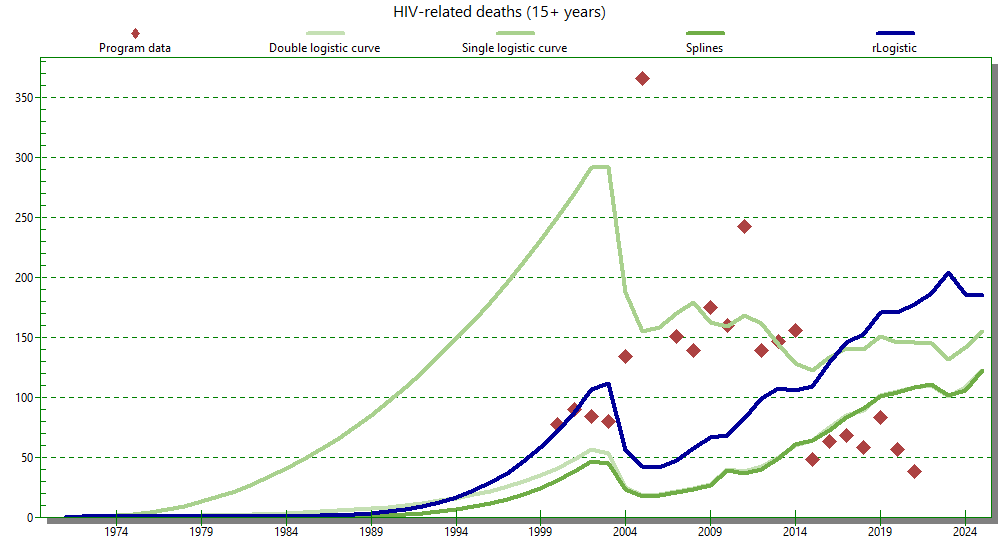 HIV-related deaths (15+ years)
Program data Double logistic curve Single logistic curve Splines rLogistic
350
300
250
200
150
100
50
0
1974 1979 1984 1989 1994 1999 2004 2009 2014 2019 2024